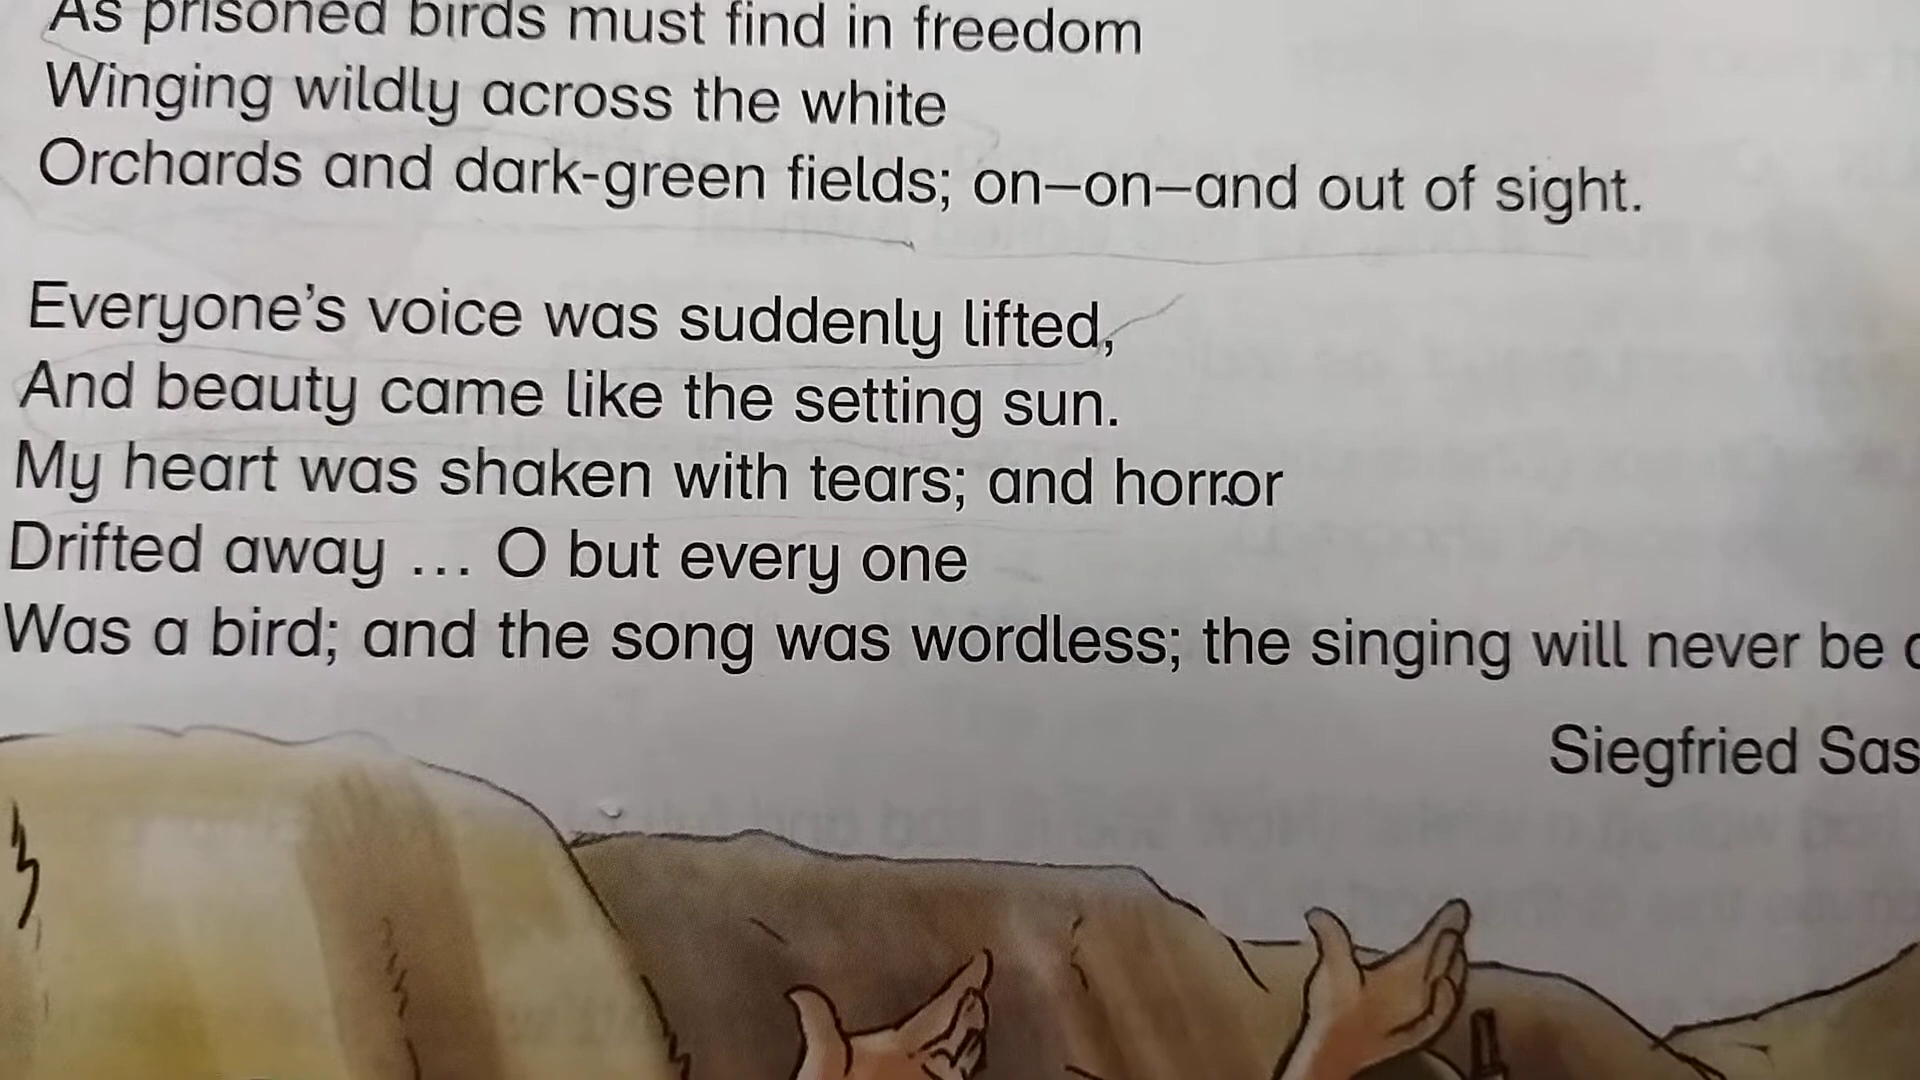 As prisoned birds must find in freedom
Winging wildly across the white
Orchards and dark-green fields; on–on–and out of sight.
Everyone's voice was suddenly lifted,
And beauty came like the setting sun.
My heart was shaken with tears; and horror
Drifted away ... O but every one
Was a bird; and the song was wordless; the singing will never be
Siegfried Sas